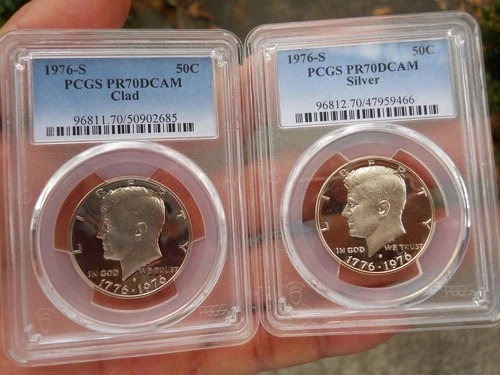 1976-S 50C
PCGS PR70DCAM
Clad
96811.70/50902685
LIBERTY
IN GOD WE TRUST
1776·1976
1976-S 50C
PCGS PR70DCAM
Silver
96812.70/47959466
LIBERTY
IN GOD WE TRUST
1776·1976